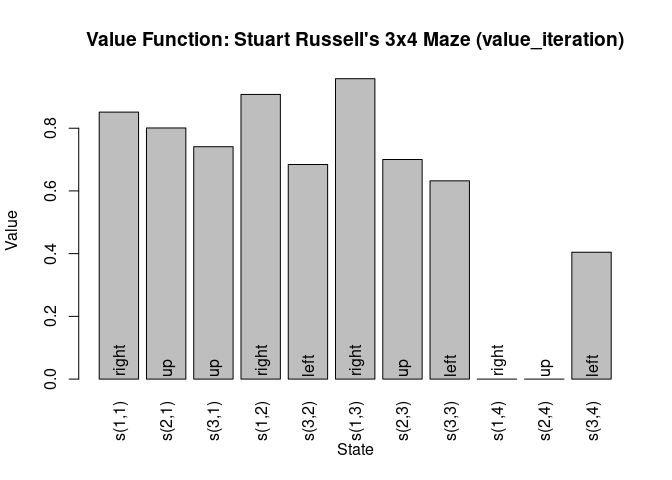 Value Function: Stuart Russell's 3x4 Maze (value_iteration)
Value
0.8
0.6
0.4
0.2
0.0
right
up
up
right
left
right
up
left
right
up
left
s(1,1)
s(2,1)
s(3,1)
s(1,2)
s(3,2)
s(1,3)
s(2,3)
s(3,3)
s(1,4)
s(2,4)
s(3,4)
State